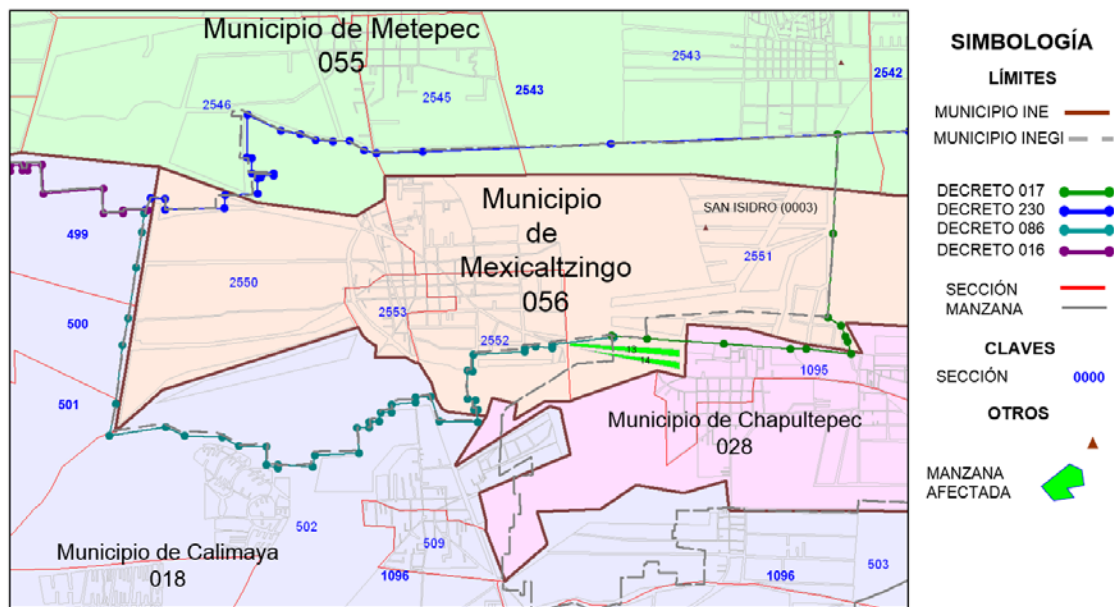 Municipio de Metepec
055
2543
2543
2542
2546
2545
499
500
501
Municipio
de
Mexicaltzingo
056
SAN ISIDRO (0003)
2551
2550
2553
2552
13
14
1095
Municipio de Chapultepec
028
502
509
1096
1096
503
Municipio de Calimaya
018
SIMBOLOGÍA
LÍMITES
MUNICIPIO INE
MUNICIPIO INEGI
DECRETO 017
DECRETO 230
DECRETO 086
DECRETO 016
SECCIÓN
MANZANA
CLAVES
SECCIÓN 0000
OTROS
MANZANA
AFECTADA